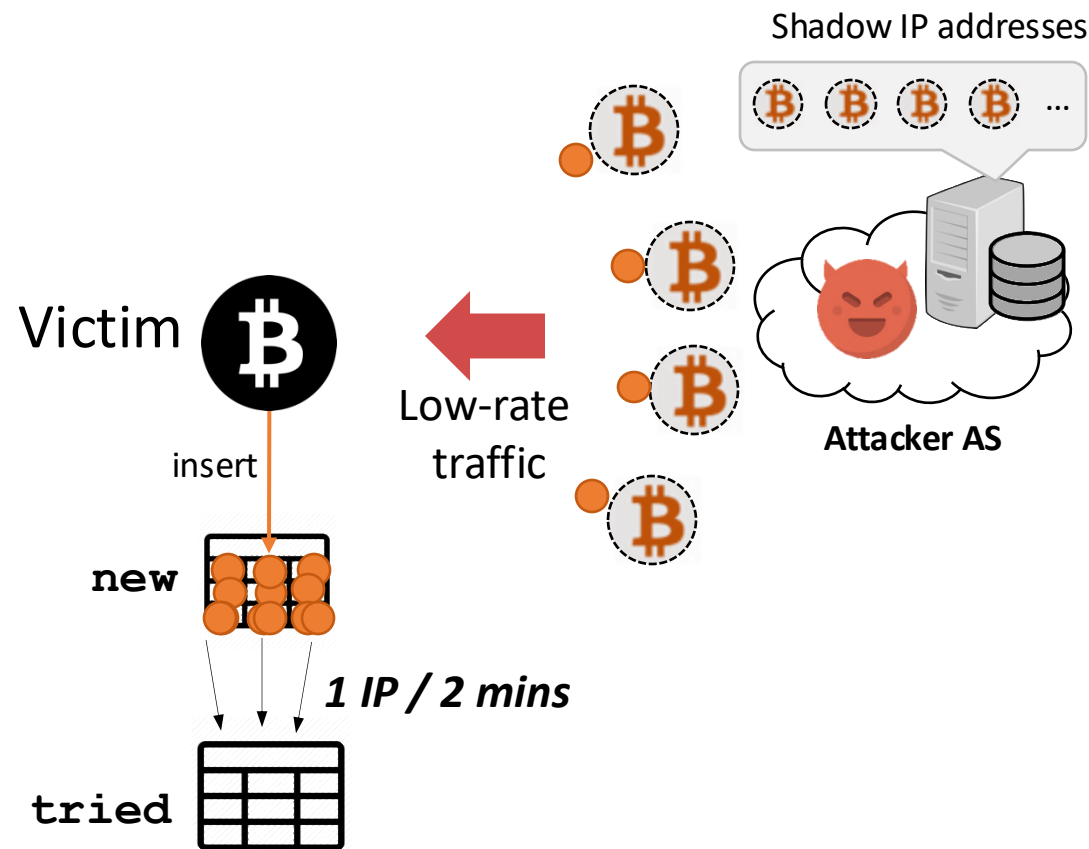 Shadow IP addresses
...
Victim
Low-rate
traffic
Attacker AS
insert
new
1 IP / 2 mins
tried